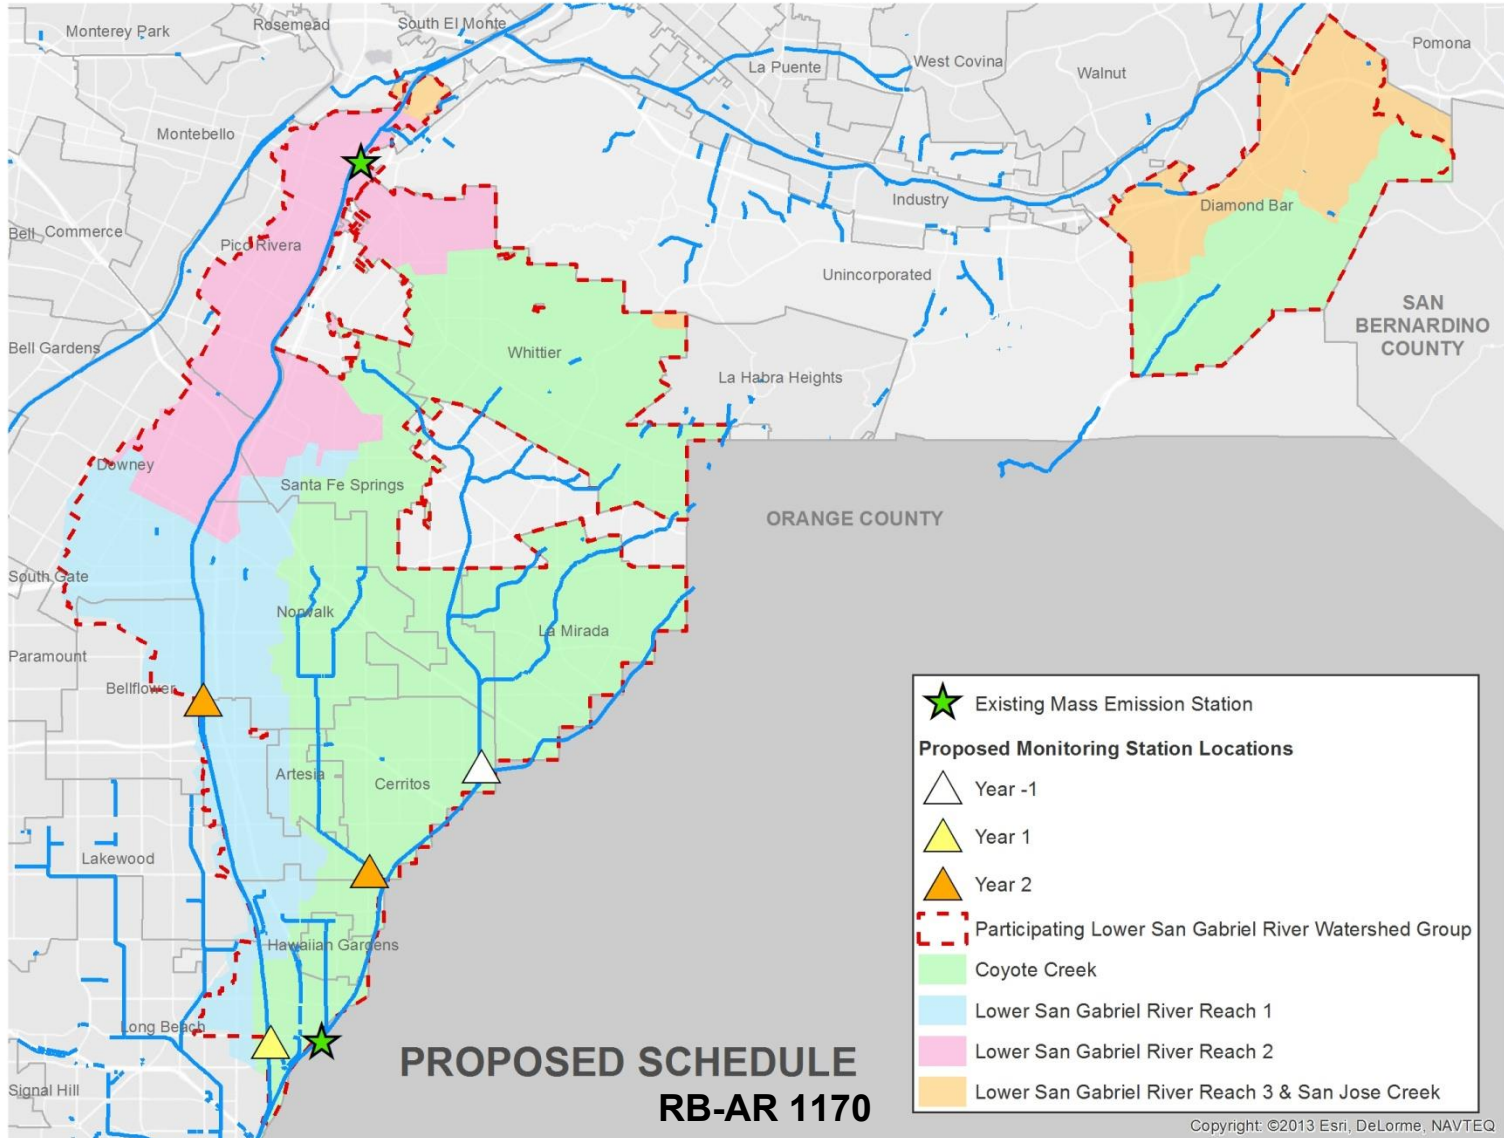 Monterey Park
Rosemead
South El Monte
La Puente
West Covina
Walnut
Pomona
Montebello
Industry
Diamond Bar
Bell
Commerce
Pico Rivera
Unincorporated
SAN
BERNARDINO
COUNTY
Bell Gardens
Whittier
La Habra Heights
Downey
Santa Fe Springs
ORANGE COUNTY
South Gate
Norwalk
La Mirada
Paramount
Bellflower
Artesia
Cerritos
Lakewood
Hawaiian Gardens
Long Beach
Signal Hill
PROPOSED SCHEDULE
RB-AR 1170
Existing Mass Emission Station
Proposed Monitoring Station Locations
Year -1
Year 1
Year 2
Participating Lower San Gabriel River Watershed Group
Coyote Creek
Lower San Gabriel River Reach 1
Lower San Gabriel River Reach 2
Lower San Gabriel River Reach 3 & San Jose Creek
Copyright: ©2013 Esri, DeLorme, NAVTEQ